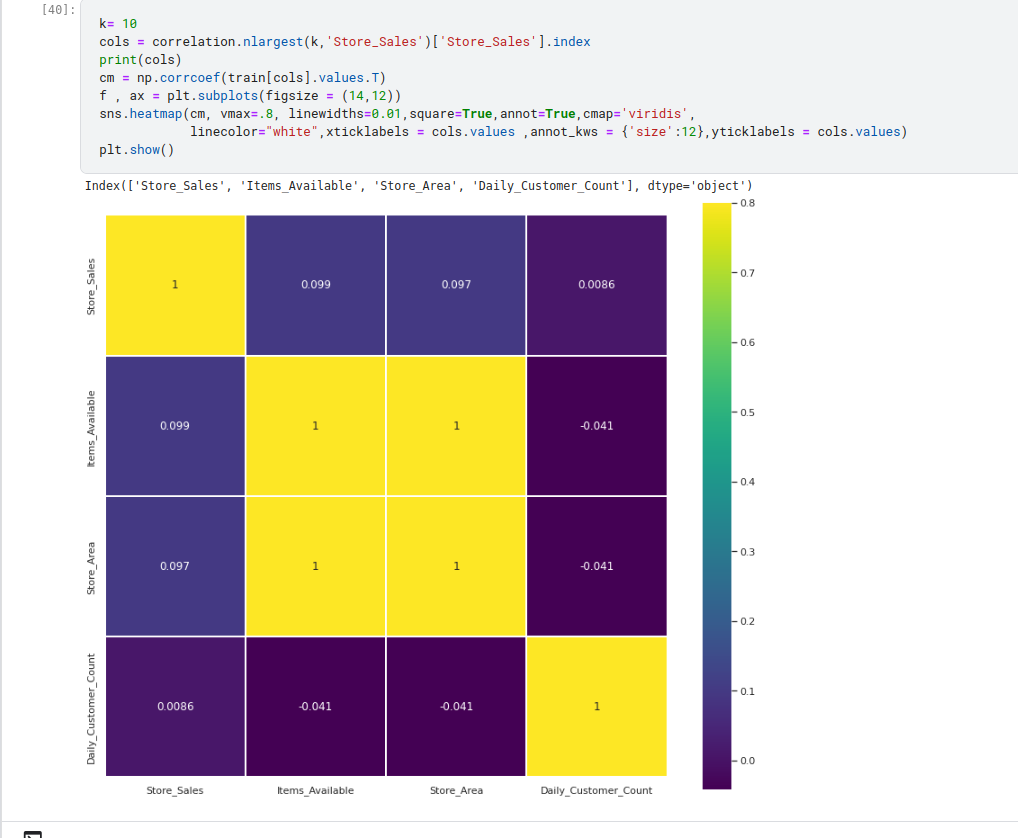 [40]:
k= 10
cols = correlation.nlargest(k,'Store_Sales')['Store_Sales'].index
print(cols)
cm = np.corrcoef(train[cols].values.T)
f , ax = plt.subplots(figsize = (14,12))
sns.heatmap(cm, vmax=.8, linewidths=0.01,square=True,annot=True,cmap='viridis',
linecolor="white",xticklabels = cols.values ,annot_kws = {'size':12},yticklabels = cols.values)
plt.show()
Index(['Store_Sales', 'Items_Available', 'Store_Area', 'Daily_Customer_Count'], dtype='object')
Store_Sales
1
0.099
0.097
0.0086
Items_Available
0.099
1
1
-0.041
Store_Area
0.097
1
1
-0.041
Daily_Customer_Count
0.0086
-0.041
-0.041
1
Store_Sales
Items_Available
Store_Area
Daily_Customer_Count
0.8
0.7
0.6
0.5
0.4
0.3
0.2
0.1
0.0